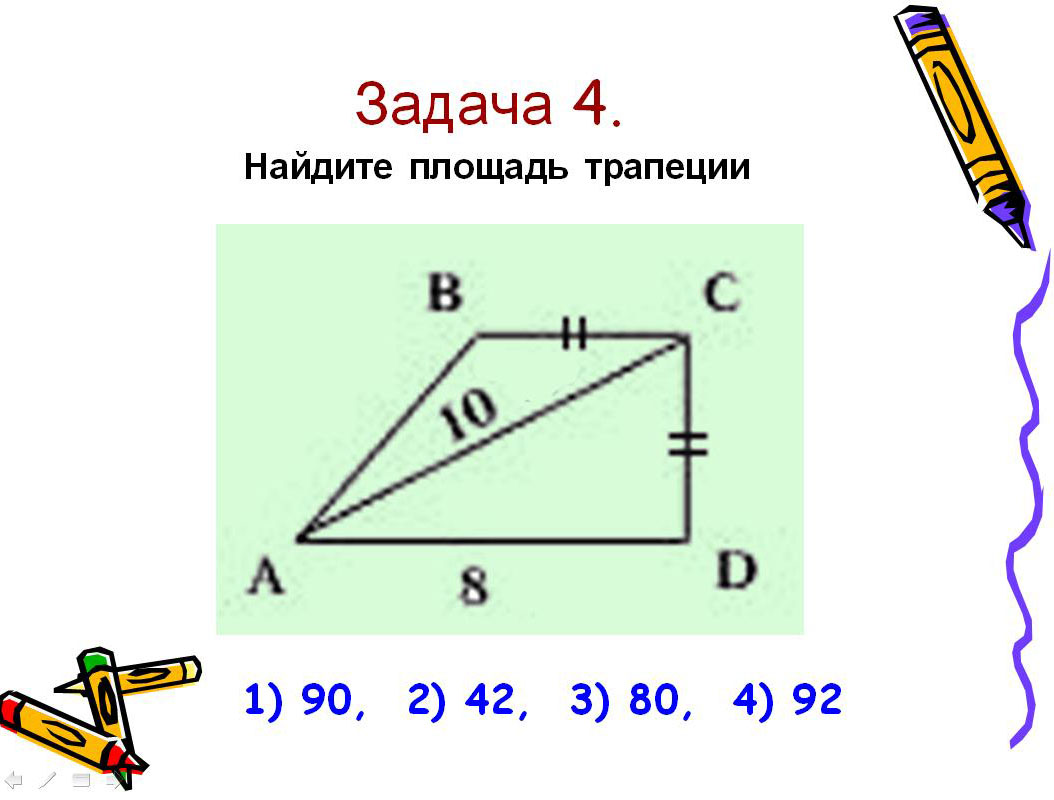 Задача 4.
Найдите площадь трапеции
B C
10
A 8 D
1) 90, 2) 42, 3) 80, 4) 92